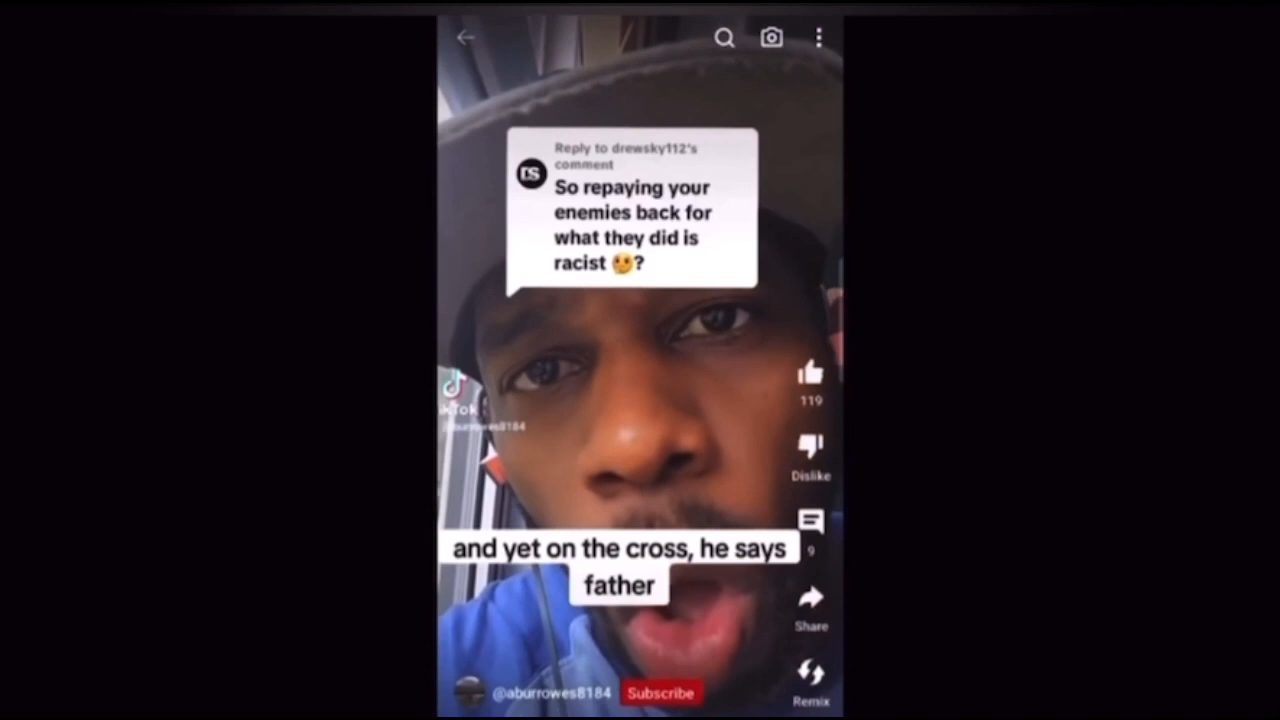 Reply to drewsky112's
comment
So repaying your
enemies back for
what they did is
racist 🤔?
DS
119
Dislike
9
Share
Remix
and yet on the cross, he says
father
@aburrowes8184
Subscribe